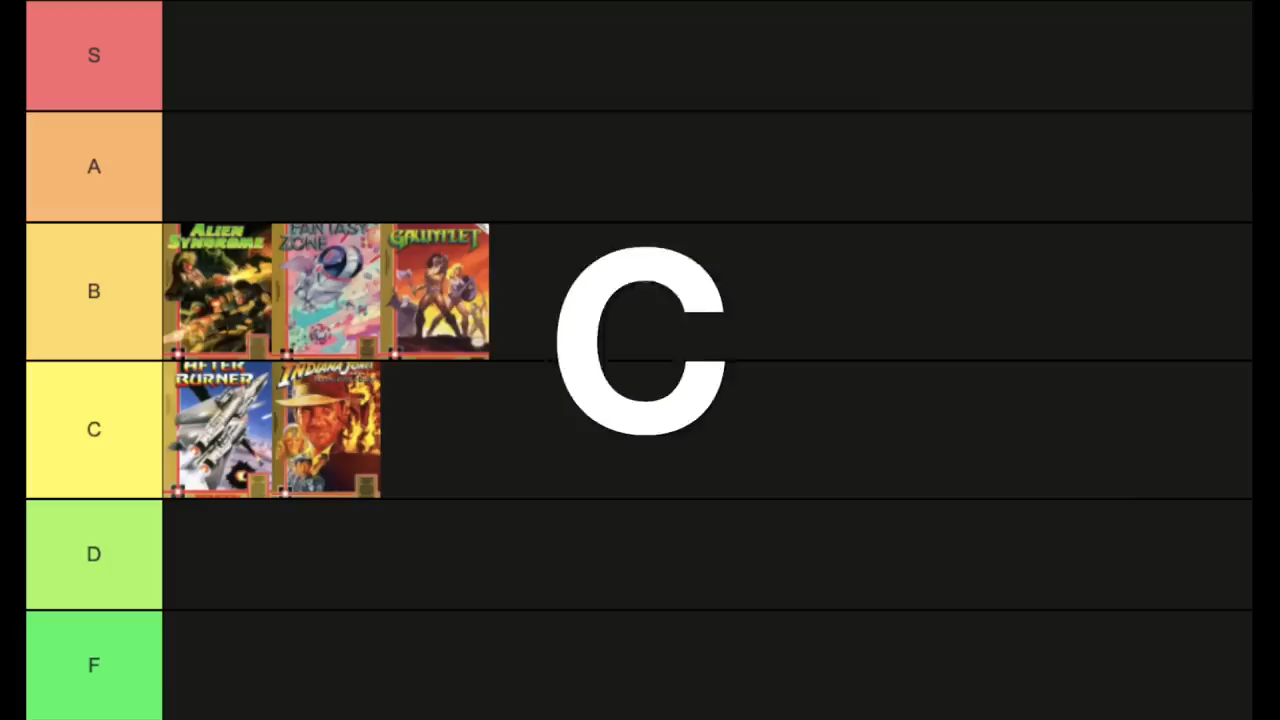 S
A
B
ALIEN
SYNDROME
FANTASY
ZONE
GAUNTLET
C
C
AFTER
BURNER
INDIANA JONES
D
F